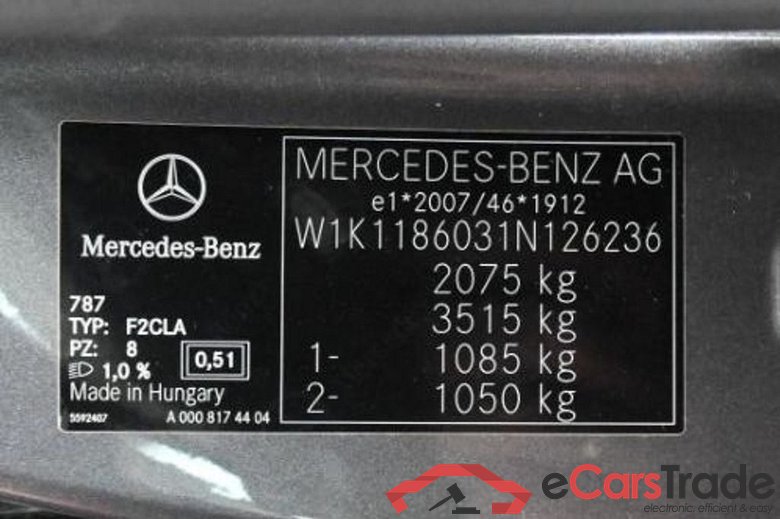 Mercedes-Benz
787
TYP: F2CLA
PZ: 8
1,0 %
0,51
Made in Hungary
5592407
A 000 817 44 04
MERCEDES-BENZ AG
e1*2007/46*1912
W1K1186031N126236
2075 kg
3515 kg
1- 1085 kg
2- 1050 kg
eCarsTrade
electronic, efficient & easy